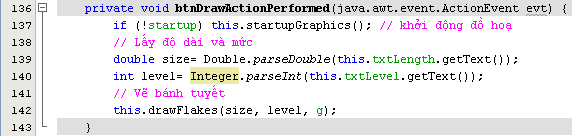 136 private void btnDrawActionPerformed(java.awt.event.ActionEvent evt) {
137 if (!startup) this.startupGraphics(); // khởi động đồ hoạ
138 // Lấy độ dài và mức
139 double size= Double.parseDouble(this.txtLength.getText());
140 int level= Integer.parseInt(this.txtLevel.getText());
141 // Vẽ bánh tuyết
142 this.drawFlakes(size, level, g);
143 }